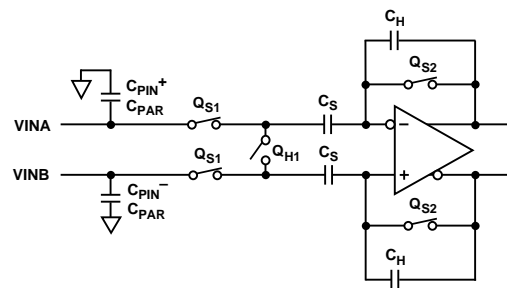 CH
CPIN+
CPAR
QS1
CS
QS2
VINA
−
QS1
QH1
CS
VINB
+
CPIN−
CPAR
QS2
CH